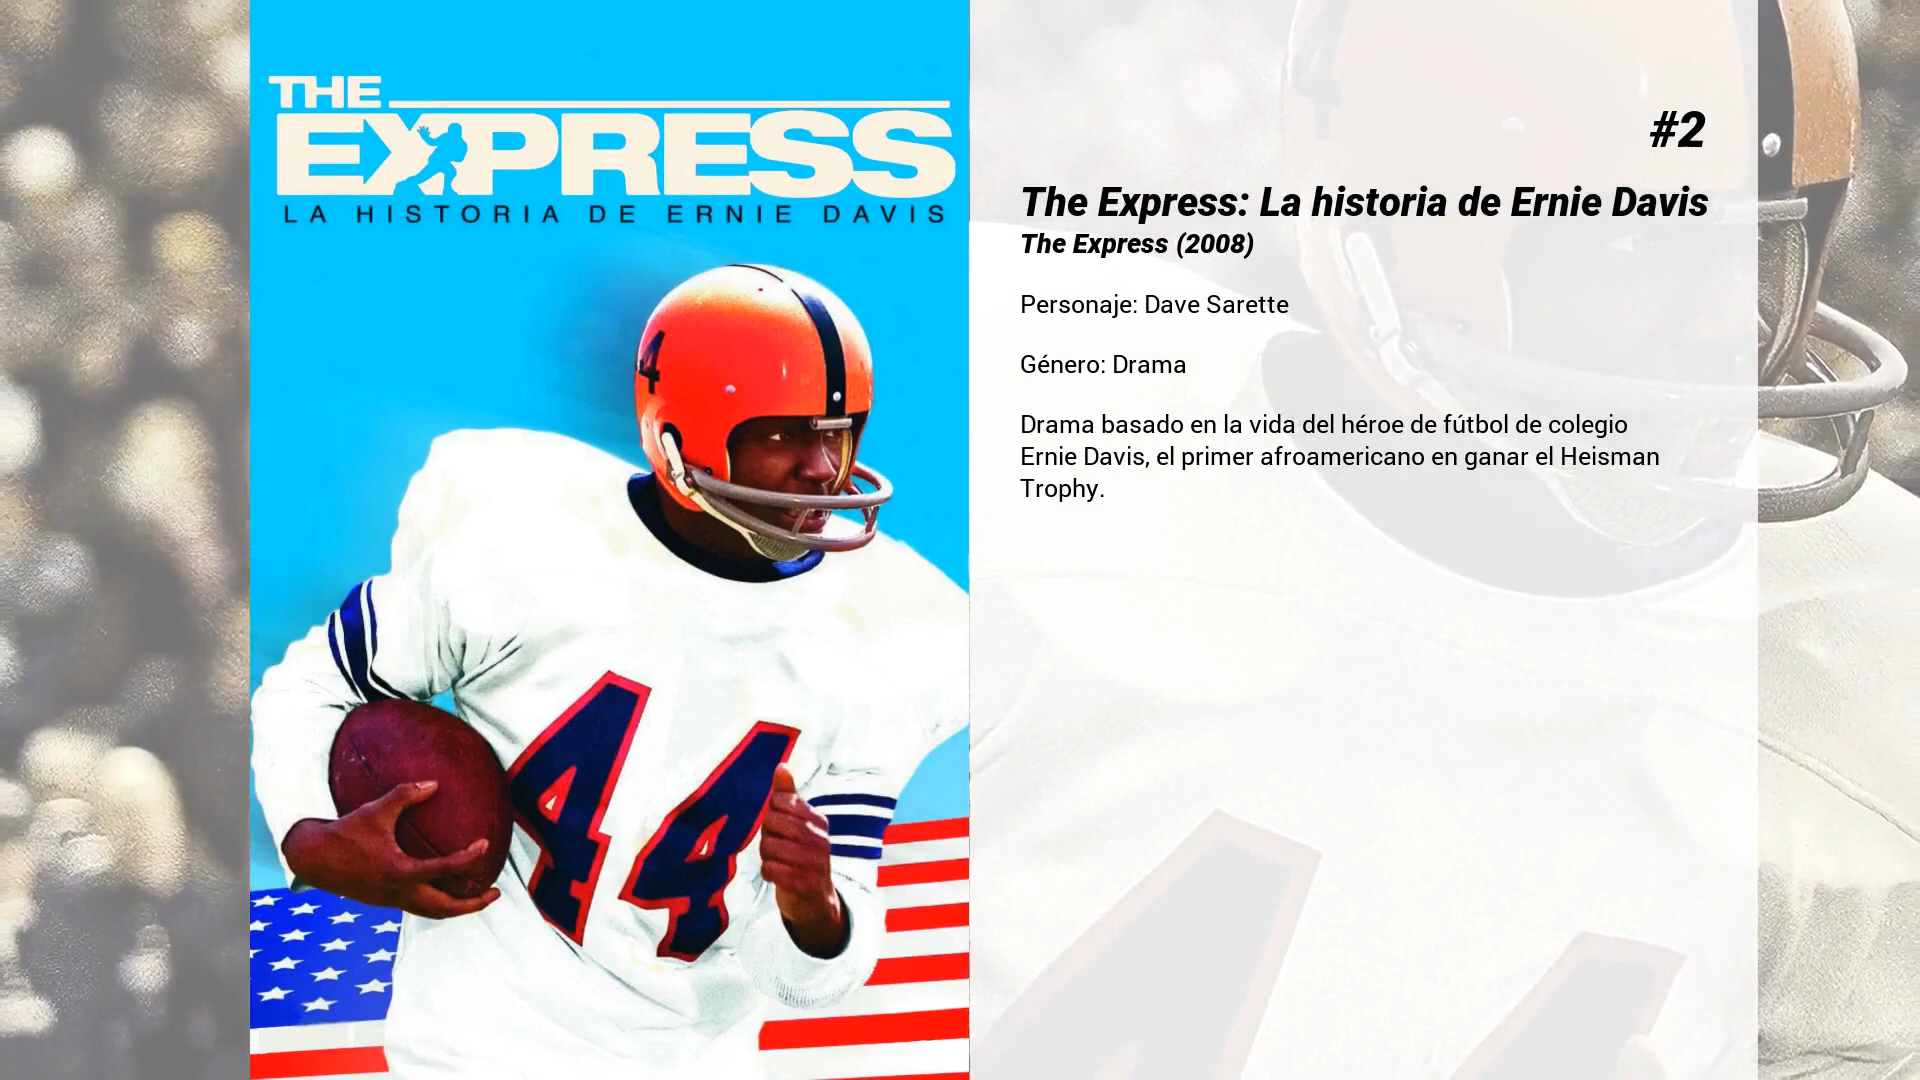 THE
EXPRESS
LA HISTORIA DE ERNIE DAVIS
4
44
#2
The Express: La historia de Ernie Davis
The Express (2008)
Personaje: Dave Sarette
Género: Drama
Drama basado en la vida del héroe de fútbol de colegio
Ernie Davis, el primer afroamericano en ganar el Heisman
Trophy.